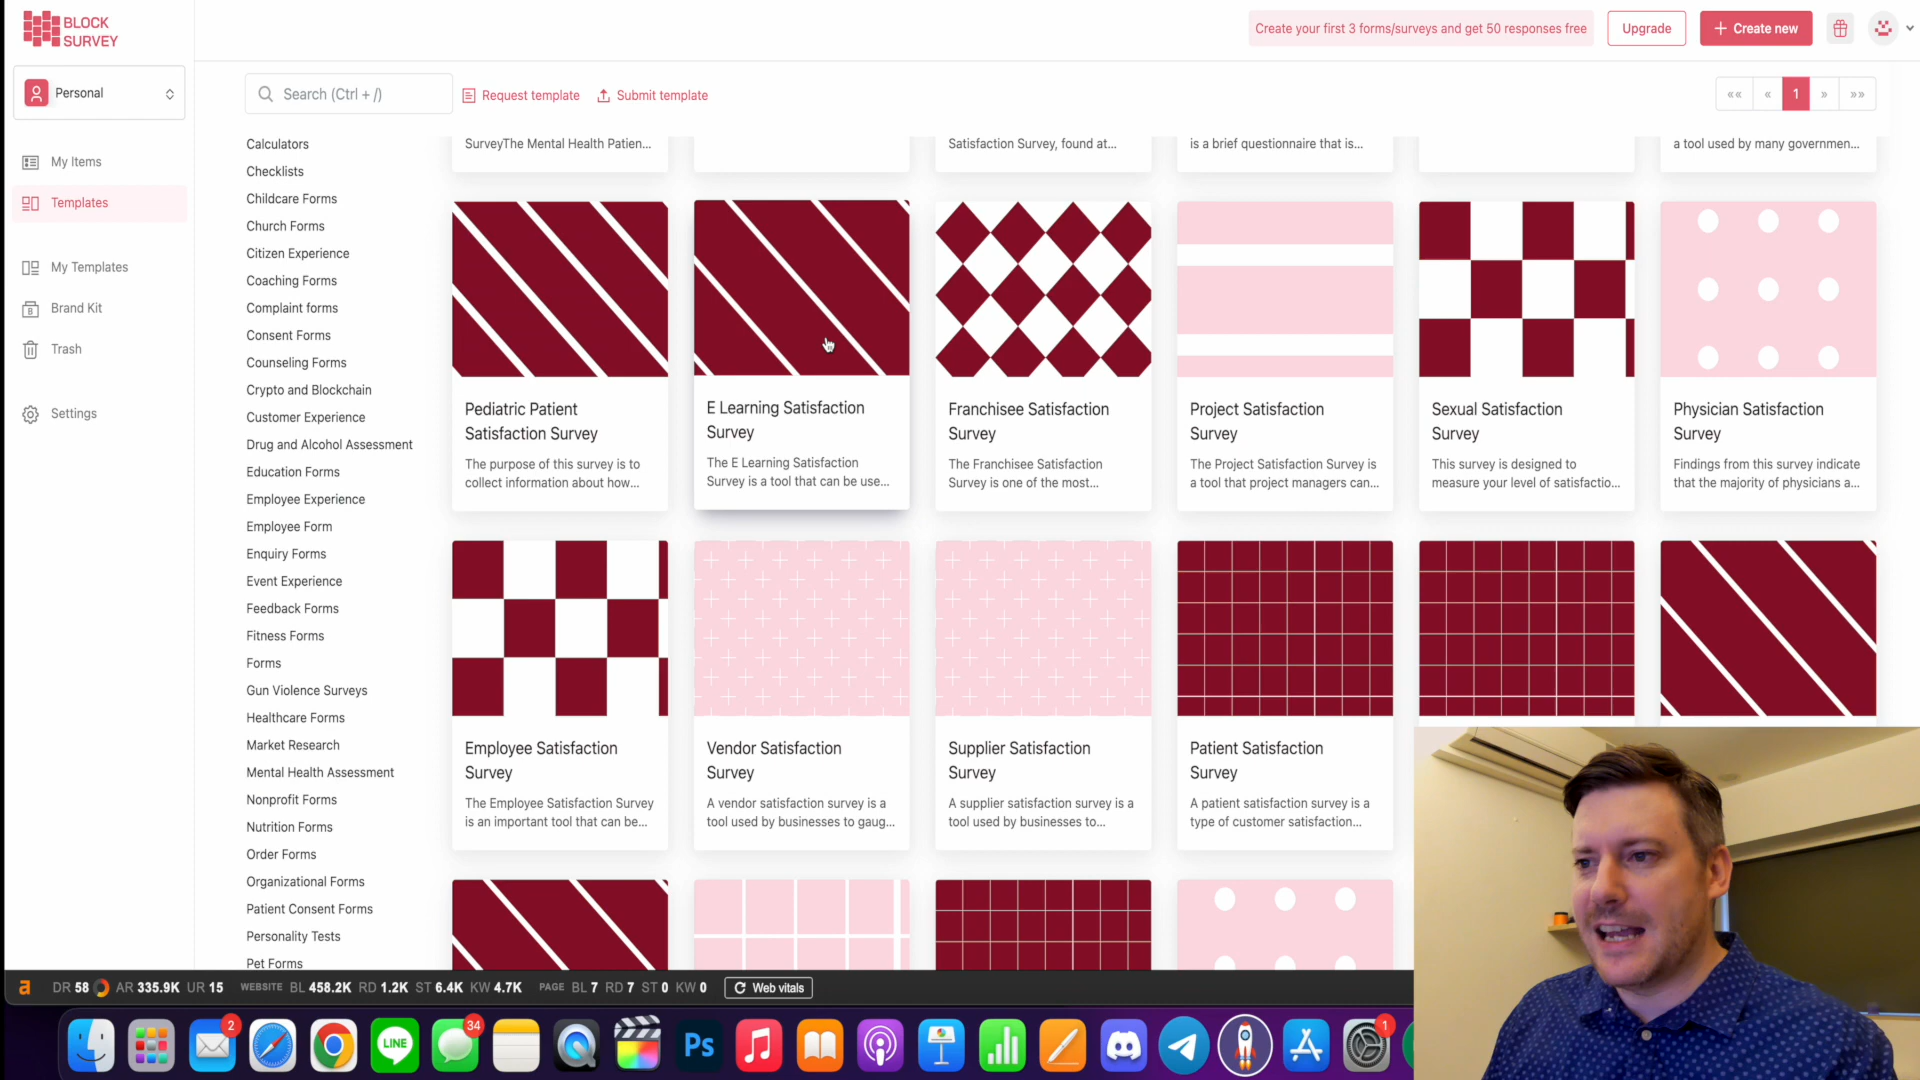 BLOCK
SURVEY
Create your first 3 forms/surveys and get 50 responses free
Upgrade
Create new
Personal
My Items
Templates
My Templates
Brand Kit
Trash
Settings
Search (Ctrl + /)
Request template
Submit template
««
«
1
»
»»
Calculators
Checklists
Childcare Forms
Church Forms
Citizen Experience
Coaching Forms
Complaint forms
Consent Forms
Counseling Forms
Crypto and Blockchain
Customer Experience
Drug and Alcohol Assessment
Education Forms
Employee Experience
Employee Form
Enquiry Forms
Event Experience
Feedback Forms
Fitness Forms
Forms
Gun Violence Surveys
Healthcare Forms
Market Research
Mental Health Assessment
Nonprofit Forms
Nutrition Forms
Order Forms
Organizational Forms
Patient Consent Forms
Personality Tests
Pet Forms
SurveyThe Mental Health Patien...
Satisfaction Survey, found at...
is a brief questionnaire that is...
a tool used by many governmen...
Pediatric Patient
Satisfaction Survey
The purpose of this survey is to
collect information about how...
E Learning Satisfaction
Survey
The E Learning Satisfaction
Survey is a tool that can be use...
Franchisee Satisfaction
Survey
The Franchisee Satisfaction
Survey is one of the most...
Project Satisfaction
Survey
The Project Satisfaction Survey is
a tool that project managers can...
Sexual Satisfaction
Survey
This survey is designed to
measure your level of satisfactio...
Physician Satisfaction
Survey
Findings from this survey indicate
that the majority of physicians a...
Employee Satisfaction
Survey
The Employee Satisfaction Survey
is an important tool that can be...
Vendor Satisfaction
Survey
A vendor satisfaction survey is a
tool used by businesses to gaug...
Supplier Satisfaction
Survey
A supplier satisfaction survey is a
tool used by businesses to...
Patient Satisfaction
Survey
A patient satisfaction survey is a
type of customer satisfaction...
a DR 58 AR 335.9K UR 15 WEBSITE BL 458.2K RD 1.2K ST 6.4K KW 4.7K PAGE BL 7 RD 7 ST 0 KW 0 Web vitals
2
LINE
34
Ps
1